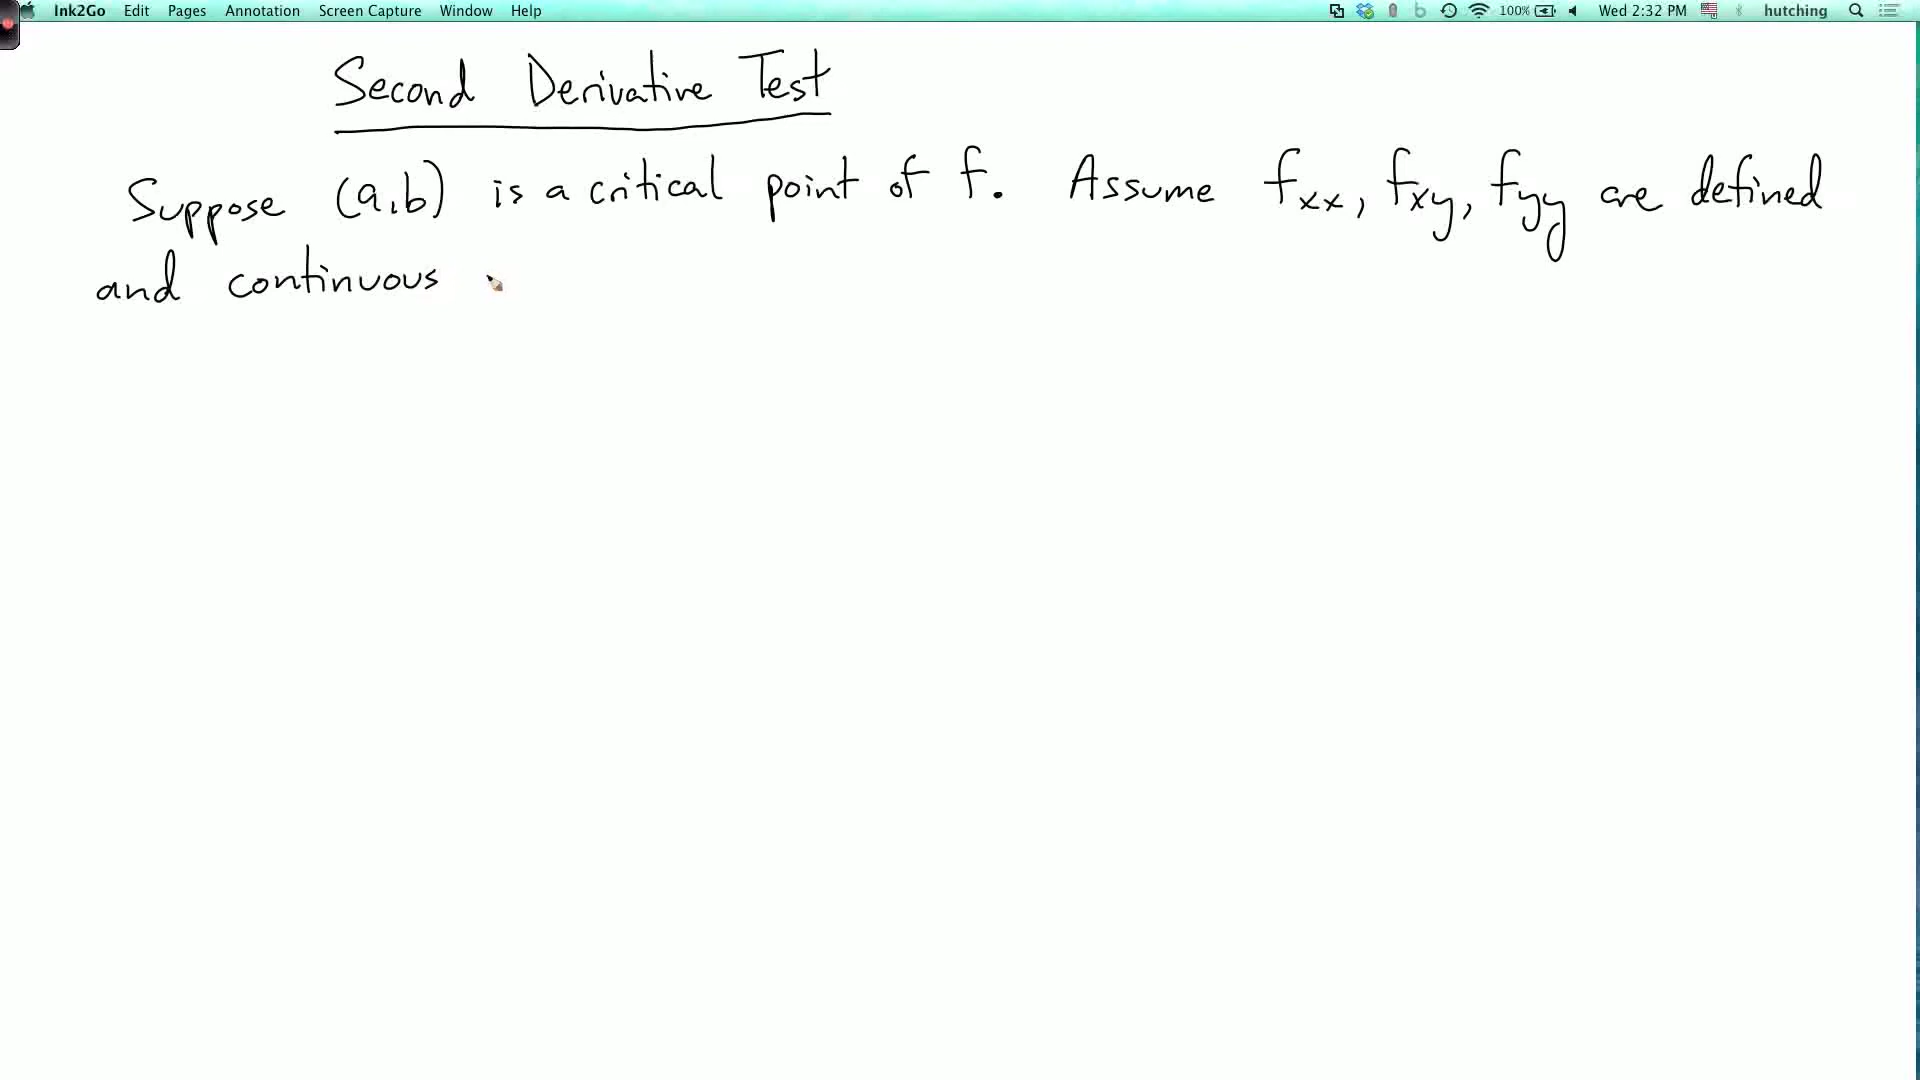 Ink2Go Edit Pages Annotation Screen Capture Window Help 100% Wed 2:32 PM hutching
Second Derivative Test
Suppose (a,b) is a critical point of f. Assume fxx, fxy, fyy are defined
and continuous